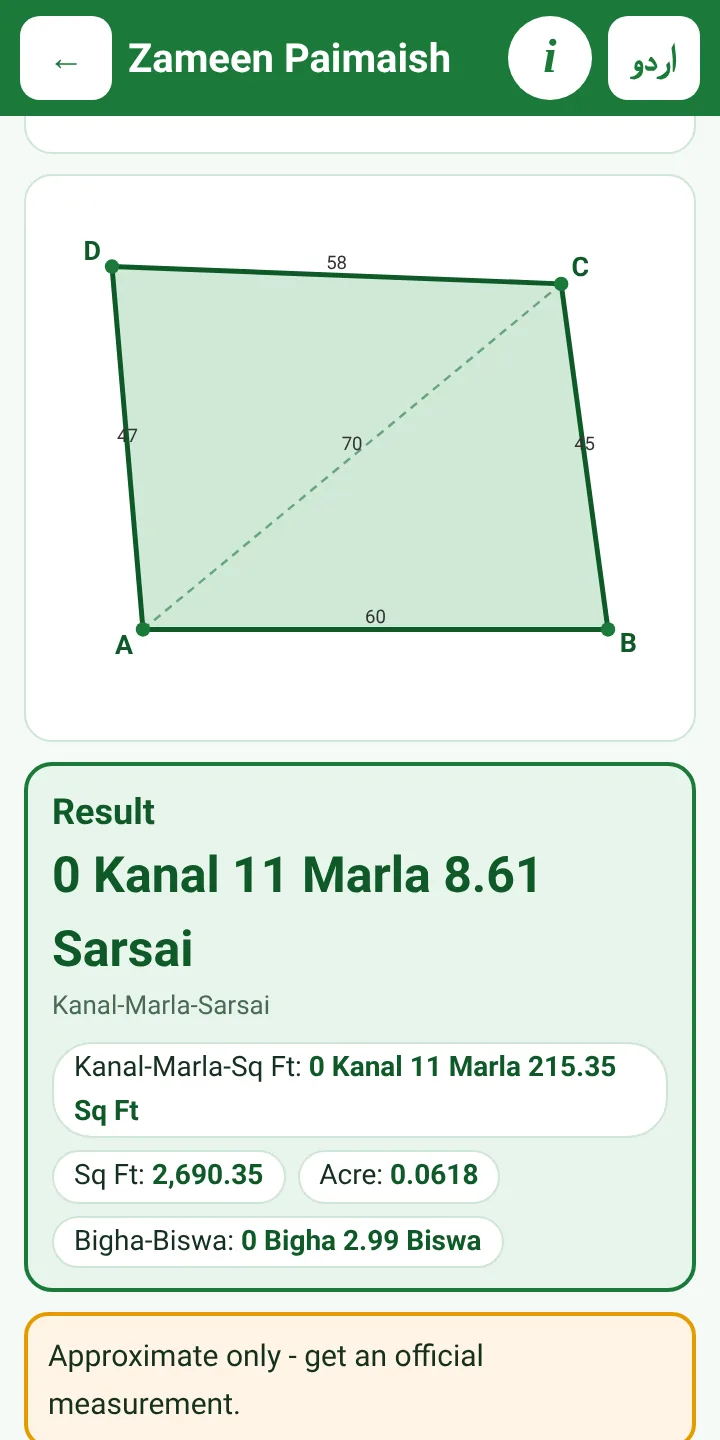 ← Zameen Paimaish i اردو
D
58
C
47
70
45
60
A
B
Result
0 Kanal 11 Marla 8.61
Sarsai
Kanal-Marla-Sarsai
Kanal-Marla-Sq Ft: 0 Kanal 11 Marla 215.35
Sq Ft
Sq Ft: 2,690.35 Acre: 0.0618
Bigha-Biswa: 0 Bigha 2.99 Biswa
Approximate only - get an official
measurement.